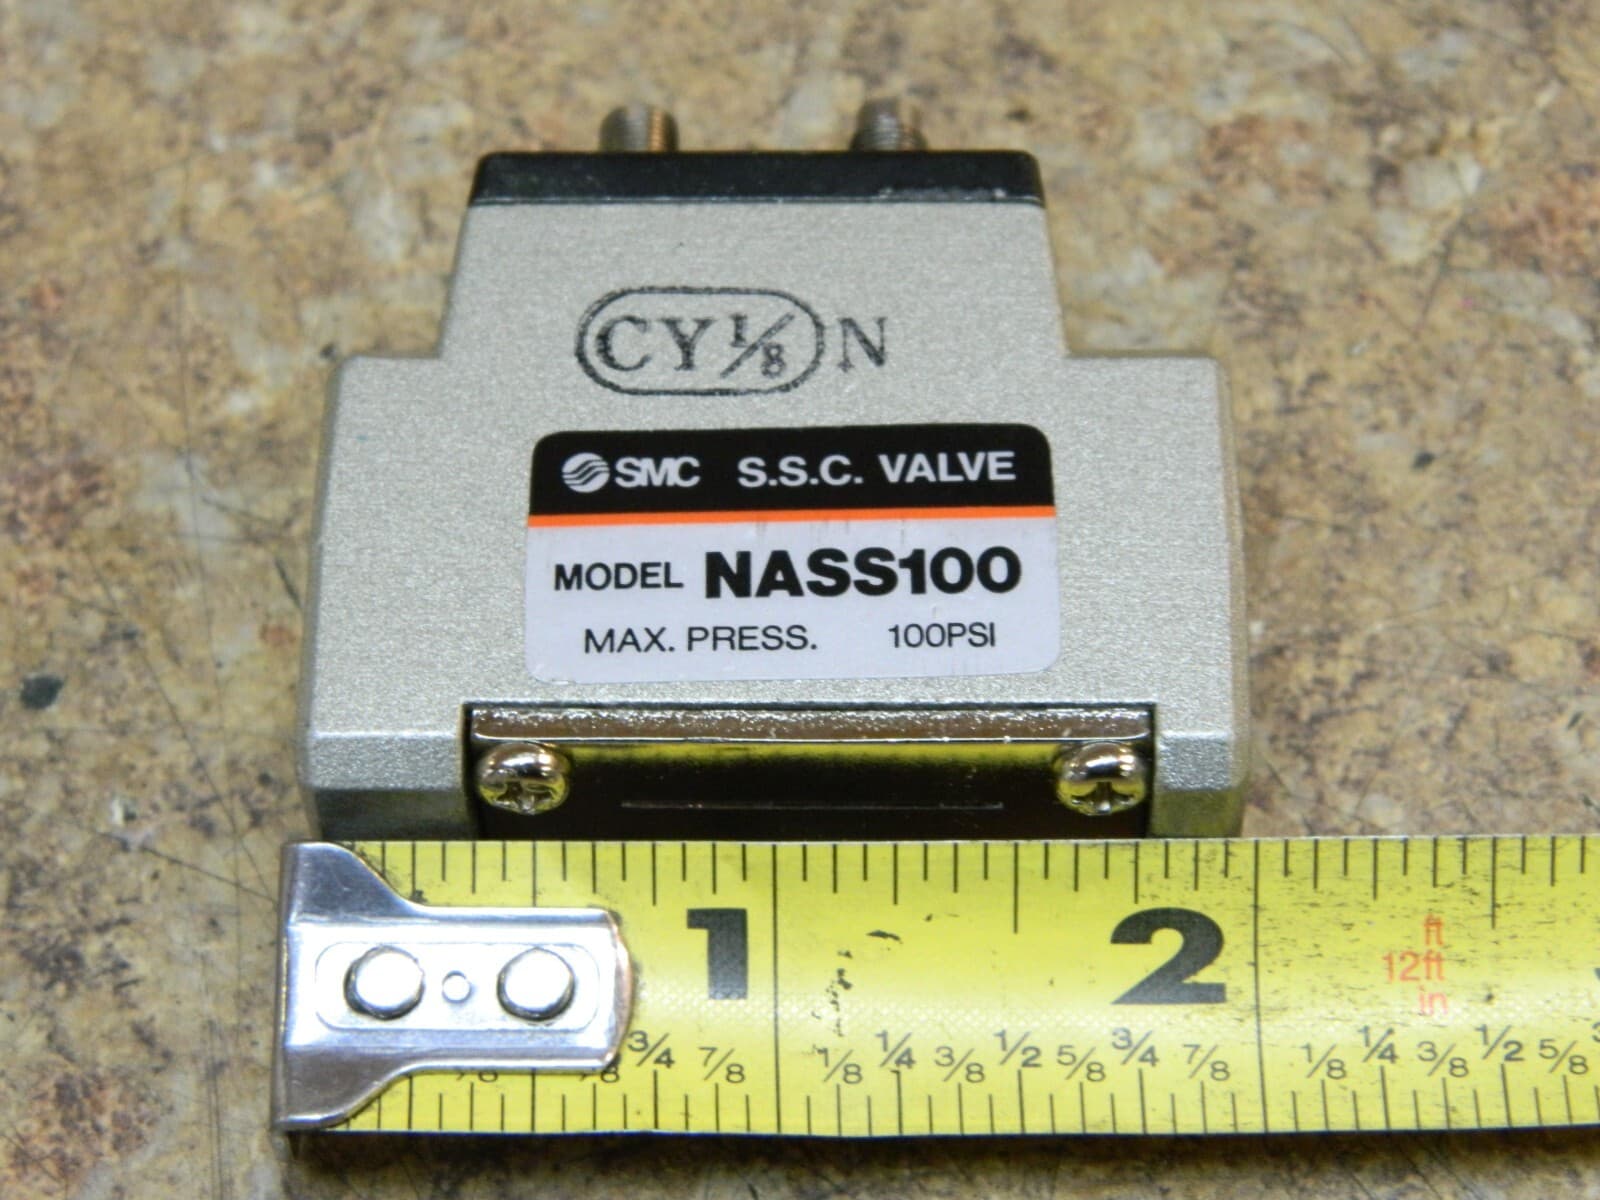 CY⅛ N
SMC S.S.C. VALVE
MODEL NASS100
MAX. PRESS. 100PSI
1 2
ft
12ft
in
3/4 7/8 1/8 1/4 3/8 1/2 5/8 3/4 7/8 1/8 1/4 3/8 1/2 5/8